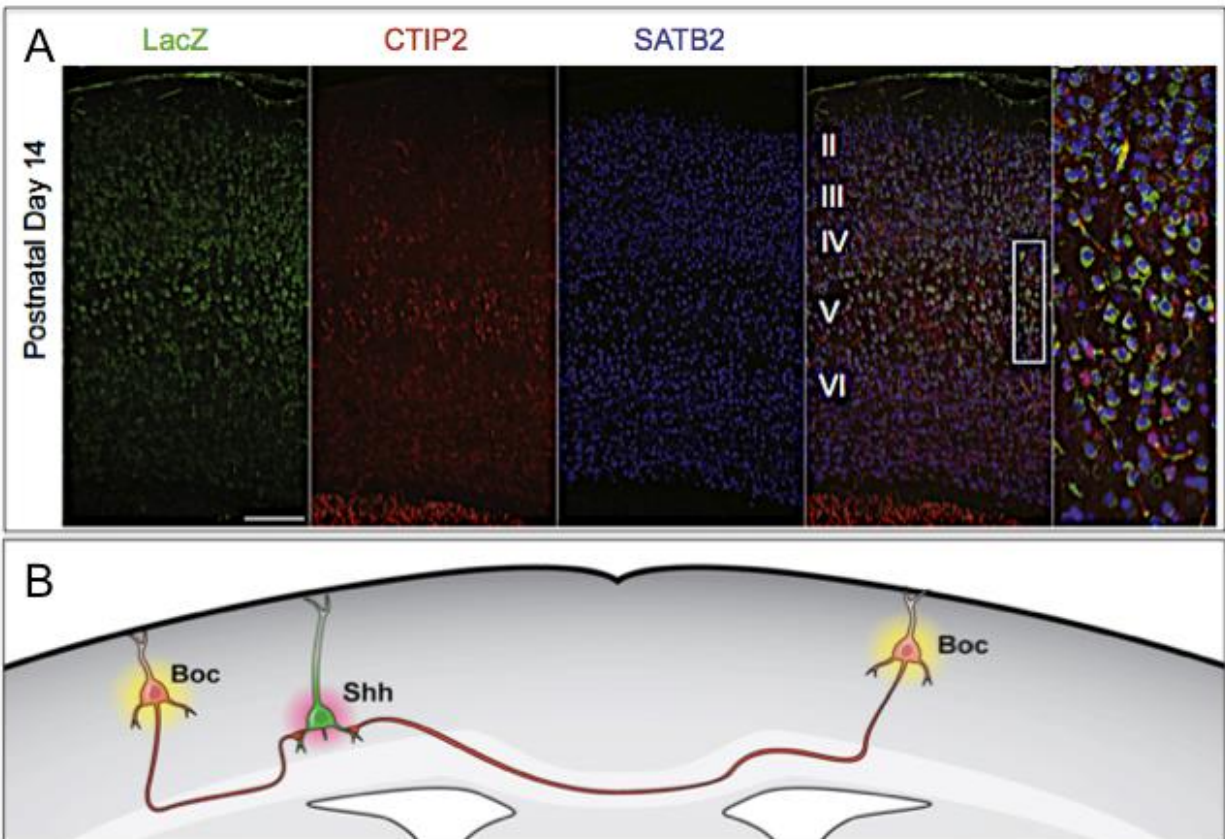 A
LacZ CTIP2 SATB2
Postnatal Day 14
II
III
IV
V
VI
B
Boc
Shh
Boc